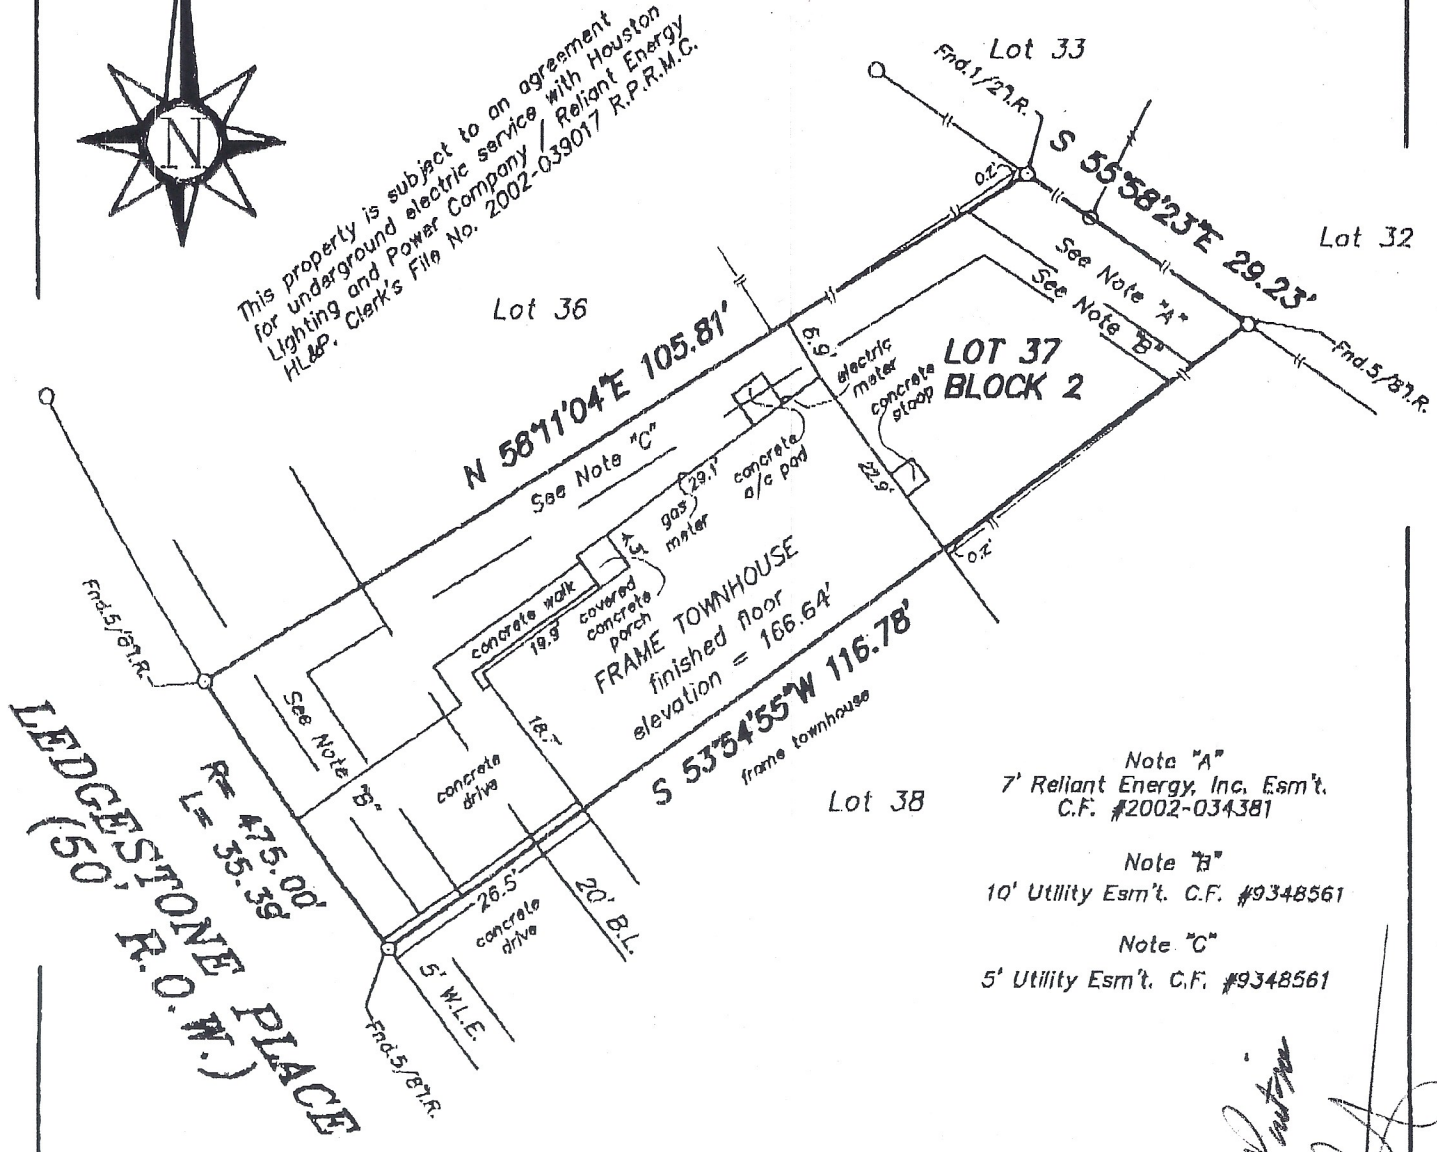 N
This property is subject to an agreement
for underground electric service with Houston
Lighting and Power Company / Reliant Energy
HL&P. Clerk's File No. 2002-039017 R.P.R.M.C.
Lot 33
Fnd.1/2"I.R.
S 55°58'23"E 29.23'
0.2'
Lot 32
See Note "A"
See Note "B"
Fnd.5/8"I.R.
Lot 36
N 58°11'04"E 105.81'
6.9'
LOT 37
BLOCK 2
electric
meter
concrete
stoop
See Note "C"
concrete
a/c pad
22.9'
29.1'
gas
meter
4.3'
0.2'
concrete walk
19.9'
covered
concrete
porch
FRAME TOWNHOUSE
finished floor
elevation = 166.64'
Fnd.5/8"I.R.
See Note "B"
18.7'
S 53°54'55"W 116.78'
frame townhouse
concrete
drive
Lot 38
LEDGESTONE PLACE
(50' R.O.W.)
R= 475.00'
L= 35.39'
26.5'
concrete
drive
20' B.L.
5' W.L.E.
Fnd.5/8"I.R.
Note "A"
7' Reliant Energy, Inc. Esm't.
C.F. #2002-034381
Note "B"
10' Utility Esm't. C.F. #9348561
Note "C"
5' Utility Esm't. C.F. #9348561